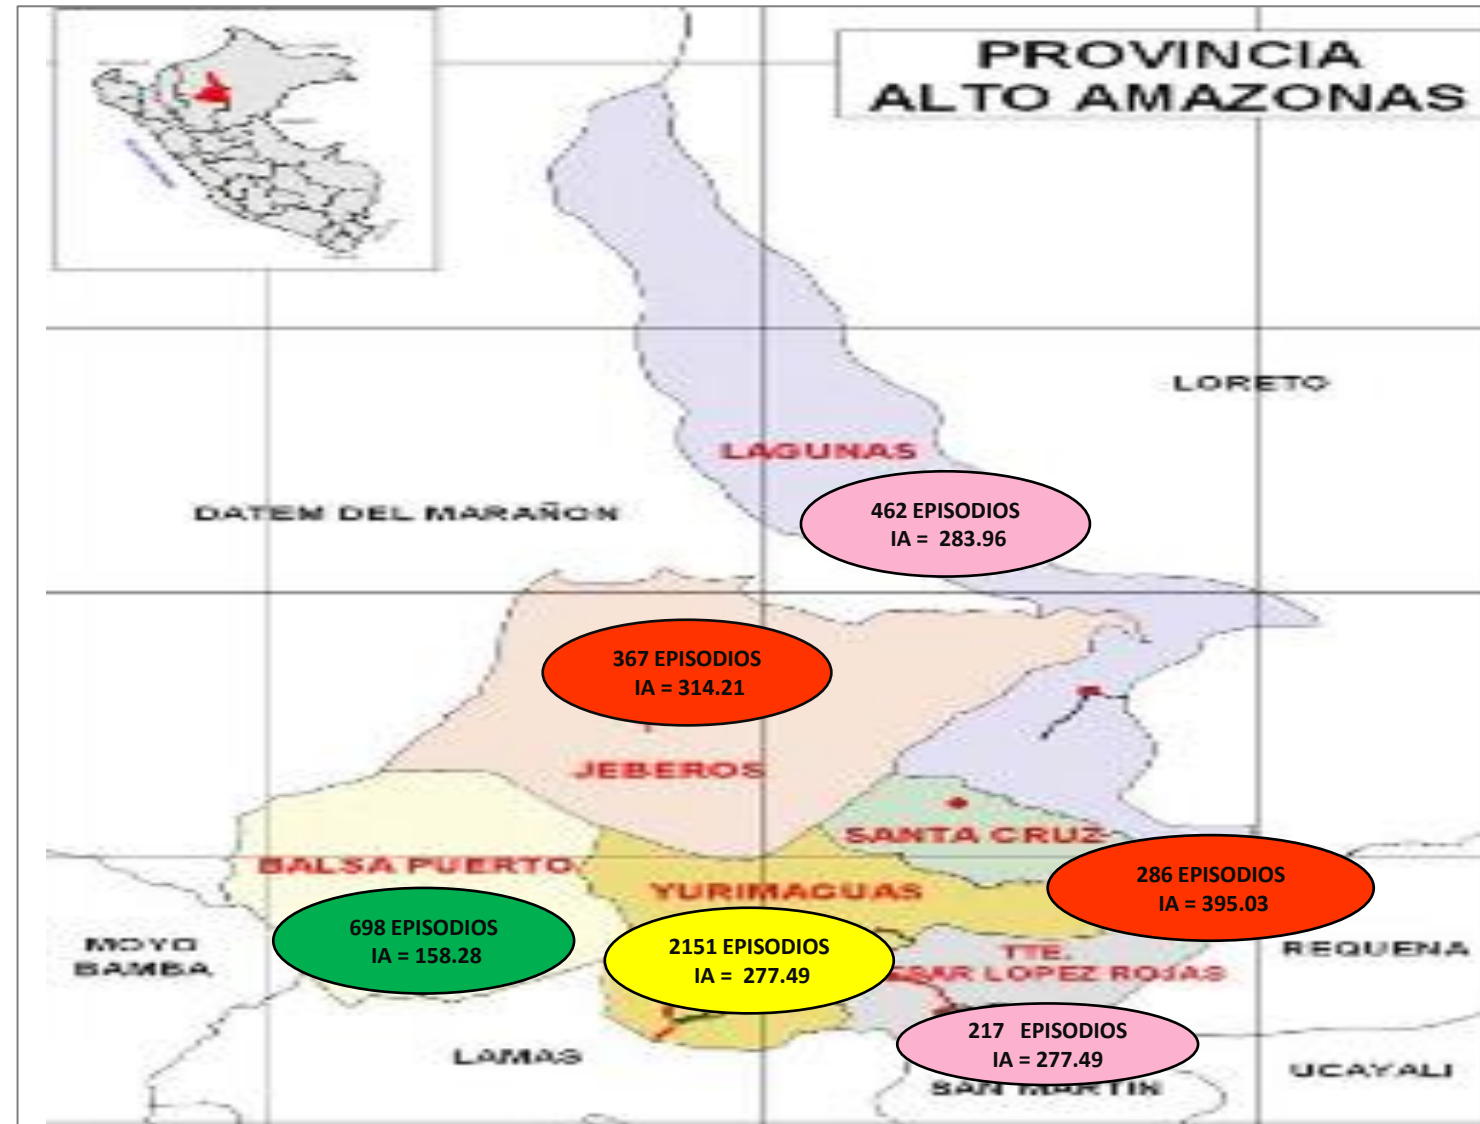 PROVINCIA
ALTO AMAZONAS
LORETO
LAGUNAS
DATEM DEL MARAÑON
462 EPISODIOS
IA = 283.96
367 EPISODIOS
IA = 314.21
JEBEROS
SANTA CRUZ
BALSA PUERTO
YURIMAGUAS
286 EPISODIOS
IA = 395.03
698 EPISODIOS
IA = 158.28
2151 EPISODIOS
IA = 277.49
MOYO
BAMBA
TTE.
ESAR LOPEZ ROJAS
REQUENA
217 EPISODIOS
IA = 277.49
LAMAS
SAN MARTIN
UCAYALI